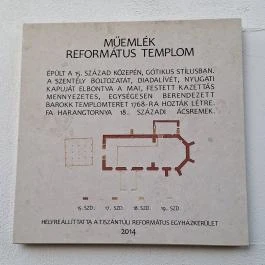 MŰEMLÉK
REFORMÁTUS TEMPLOM
ÉPÜLT A 15. SZÁZAD KÖZEPÉN, GÓTIKUS STÍLUSBAN.
A SZENTÉLY BOLTOZATÁT, DIADALÍVÉT, NYUGATI
KAPUJÁT ELBONTVA A MAI, FESTETT KAZETTÁS
MENNYEZETES, EGYSÉGESEN BERENDEZETT
BAROKK TEMPLOMTERET 1768-RA HOZTÁK LÉTRE.
FA HARANGTORNYA 18. SZÁZADI ÁCSREMEK.
15. SZD. 17. SZD. 18. SZD. 19. SZD.
HELYREÁLLÍTTATTA A TISZÁNTÚLI REFORMÁTUS EGYHÁZKERÜLET
2014